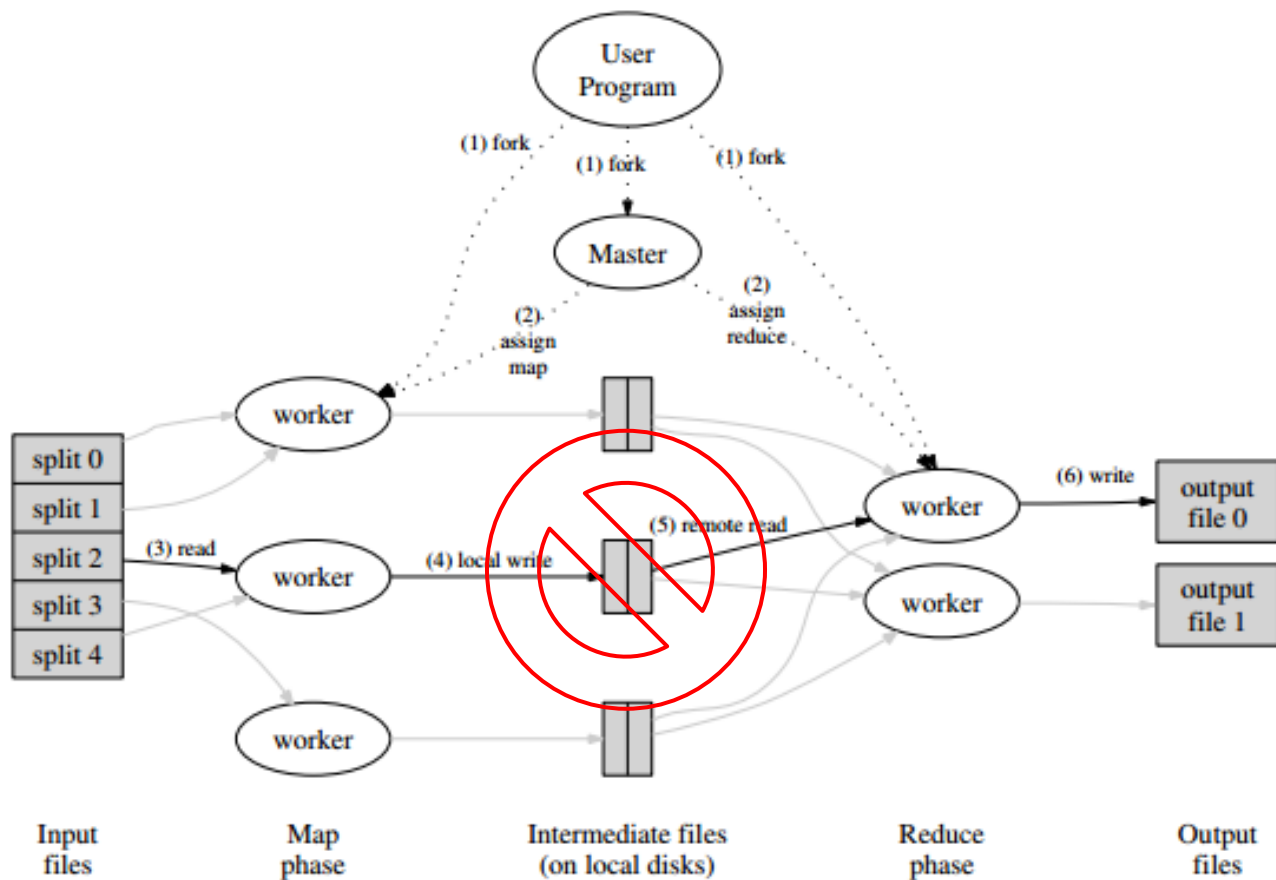 User
Program
(1) fork
(1) fork
(1) fork
Master
(2)
assign
map
(2)
assign
reduce
worker
split 0
split 1
split 2
split 3
split 4
(3) read
worker
(4) local write
(5) remote read
worker
worker
(6) write
output
file 0
worker
output
file 1
Input
files
Map
phase
Intermediate files
(on local disks)
Reduce
phase
Output
files